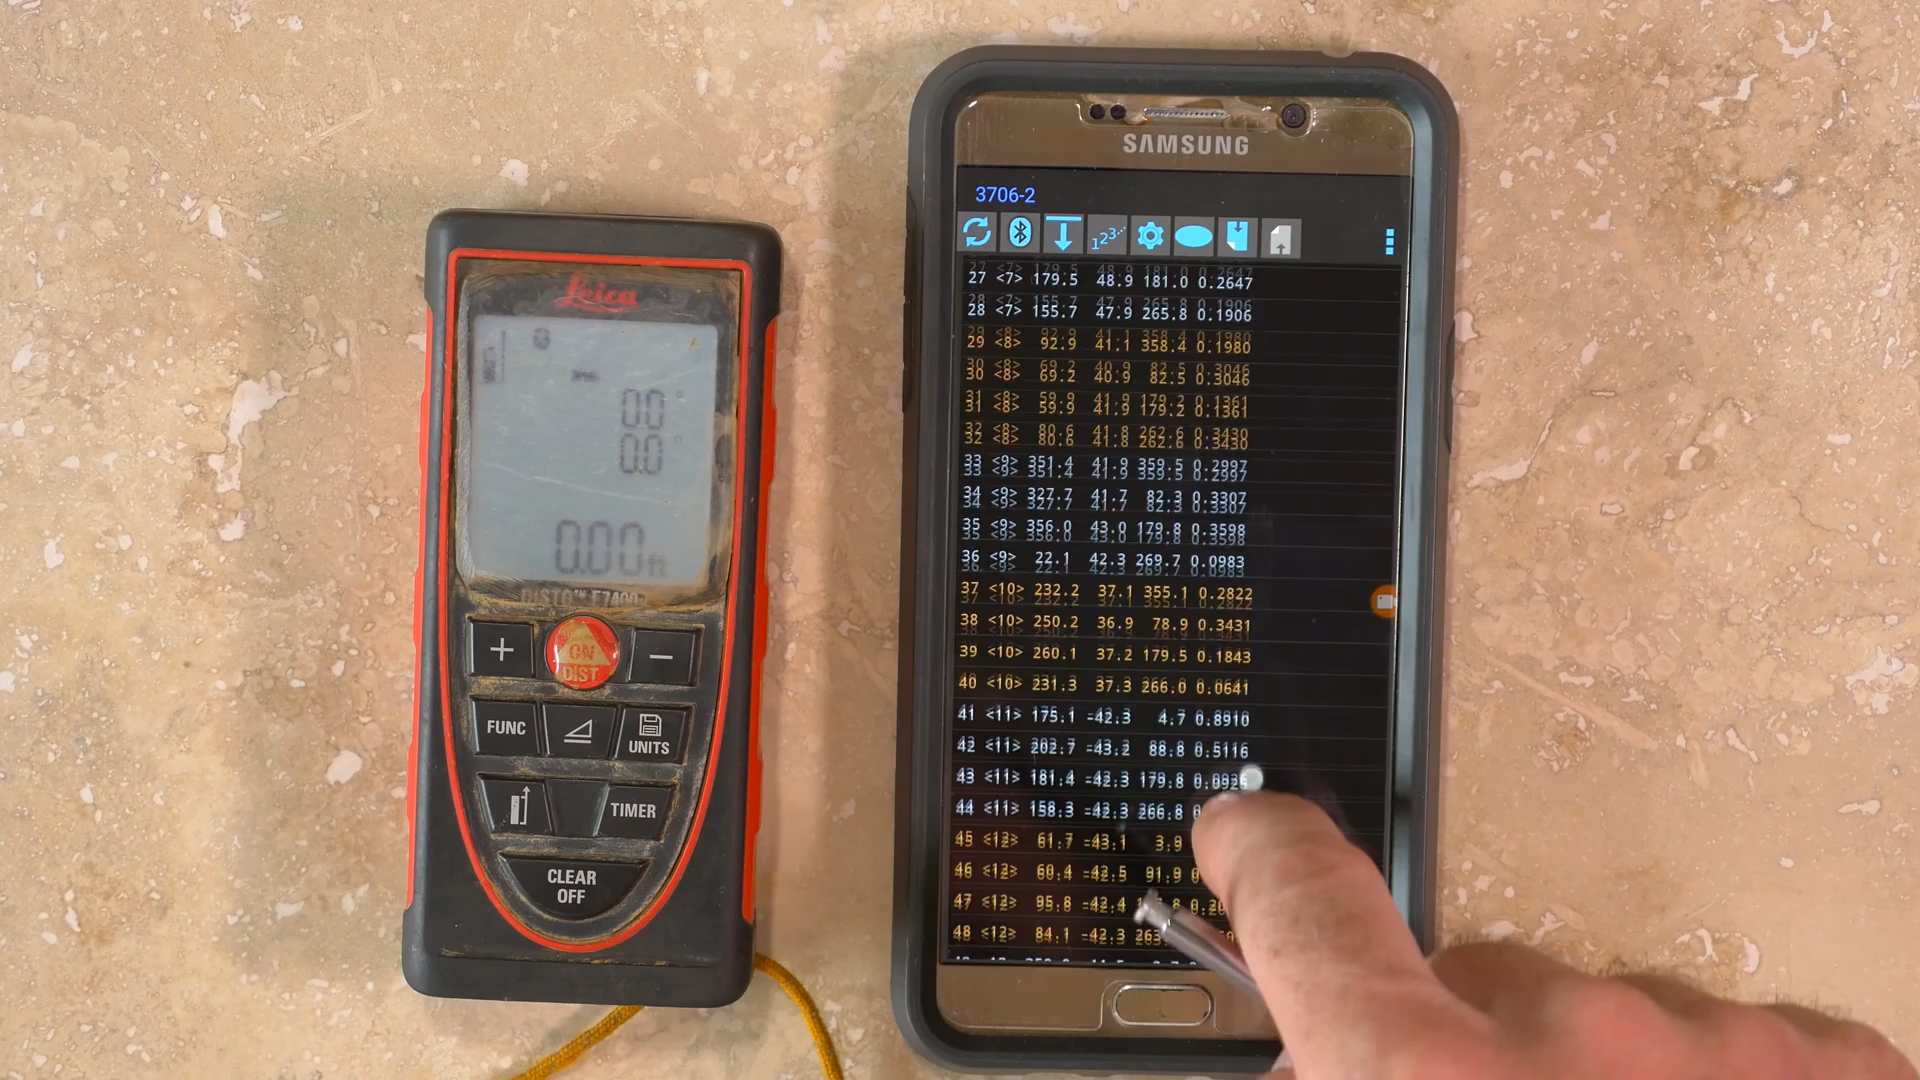 Leica
0.0°
0.0°
0.00 ft
DISTO™ E7400x
+
ON
DIST
−
FUNC
UNITS
TIMER
CLEAR
OFF
SAMSUNG
3706-2
123
27 <7> 179.5 48.9 181.0 0.2647
28 <7> 155.7 47.9 265.8 0.1906
29 <8> 92.9 41.1 358.4 0.1980
30 <8> 69.2 40.9 82.5 0.3046
31 <8> 59.9 41.9 179.2 0.1361
32 <8> 80.6 41.8 262.6 0.3430
33 <9> 351.4 41.9 359.5 0.2997
34 <9> 327.7 41.7 82.3 0.3307
35 <9> 356.0 43.0 179.8 0.3598
36 <9> 22.1 42.3 269.7 0.0983
37 <10> 232.2 37.1 355.1 0.2822
38 <10> 250.2 36.9 78.9 0.3431
39 <10> 260.1 37.2 179.5 0.1843
40 <10> 231.3 37.3 266.0 0.0641
41 <11> 175.1 -42.3 4.7 0.8910
42 <11> 202.7 -43.2 88.8 0.5116
43 <11> 181.4 -42.3 179.8
44 <11> 158.3 -42.3 266.8
45 <12> 61.7 -43.1 3.9
46 <12> 60.4 -42.5 91.9
47 <12> 95.8 -42.4
48 <12> 84.1 -42.3